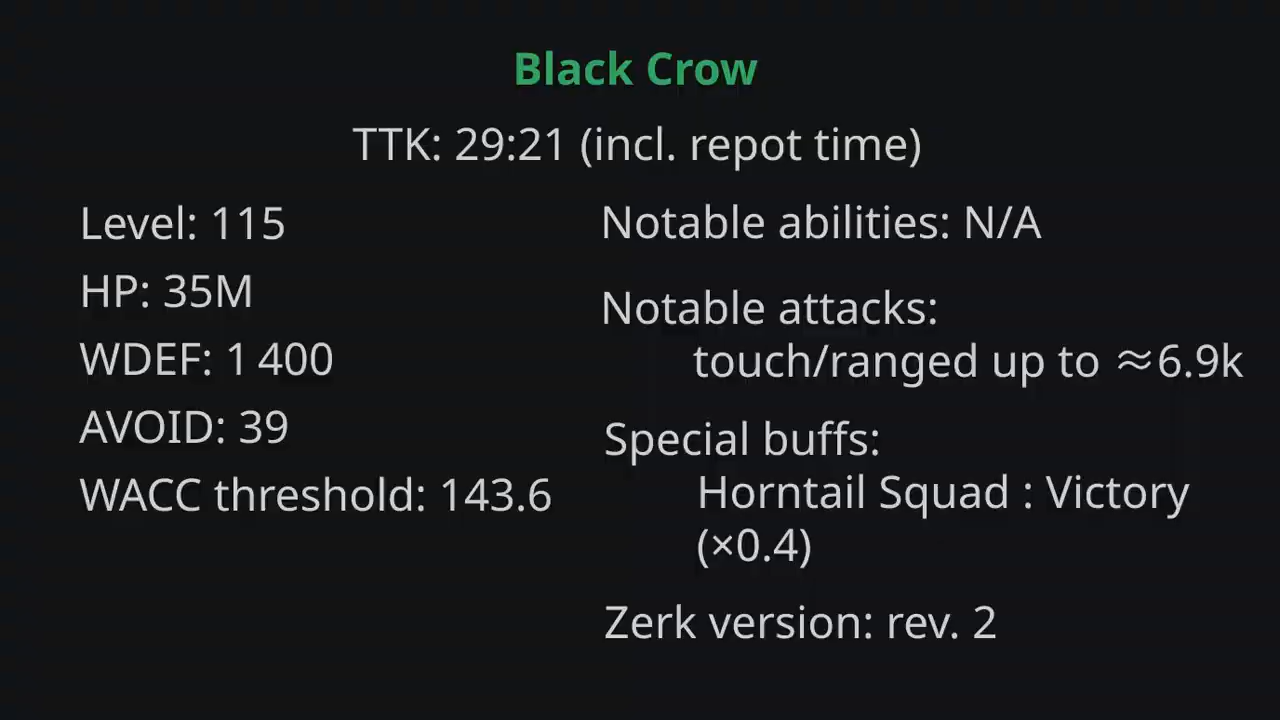 Black Crow
TTK: 29:21 (incl. repot time)
Level: 115
HP: 35M
WDEF: 1 400
AVOID: 39
WACC threshold: 143.6
Notable abilities: N/A
Notable attacks:
touch/ranged up to ≈6.9k
Special buffs:
Horntail Squad : Victory
(×0.4)
Zerk version: rev. 2